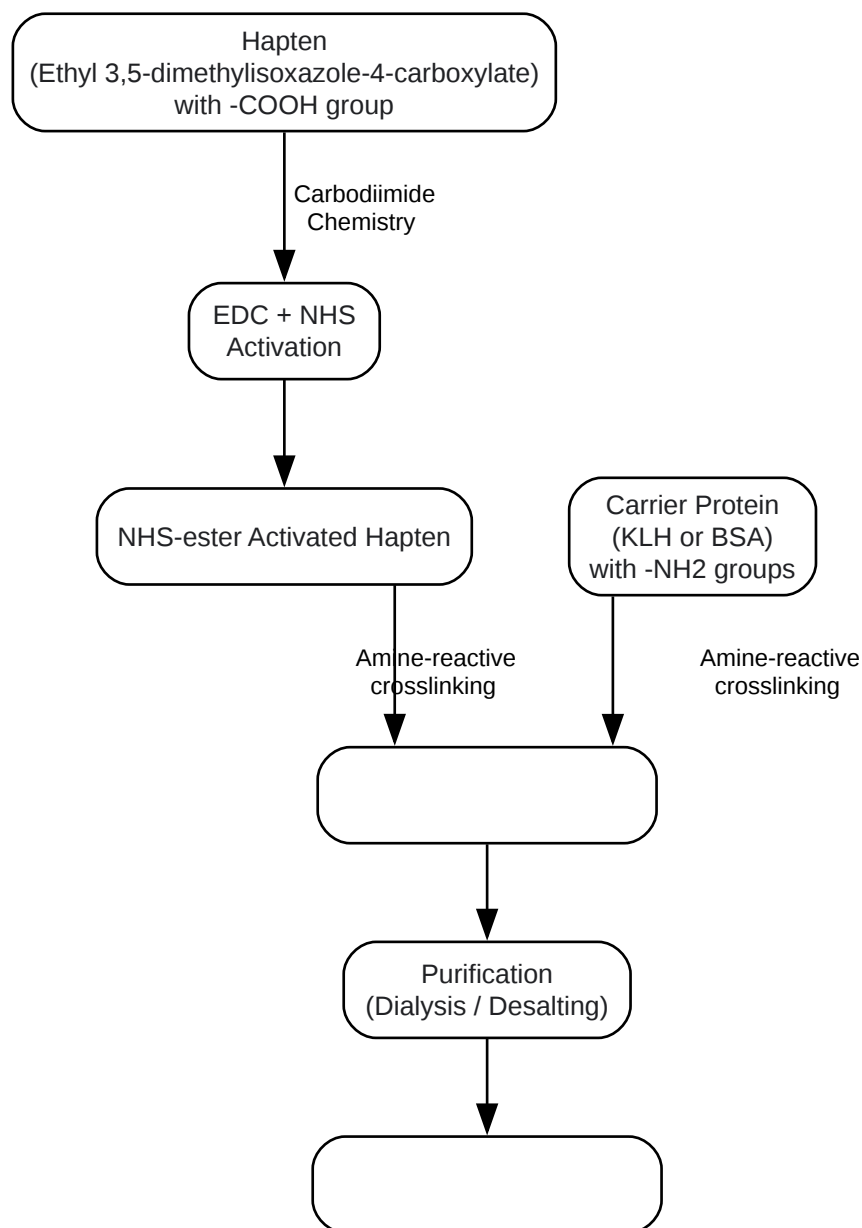 Hapten
(Ethyl 3,5-dimethylisoxazole-4-carboxylate)
with -COOH group
Carbodiimide
Chemistry
EDC + NHS
Activation
NHS-ester Activated Hapten
Carrier Protein
(KLH or BSA)
with -NH2 groups
Amine-reactive
crosslinking
Amine-reactive
crosslinking
Purification
(Dialysis / Desalting)